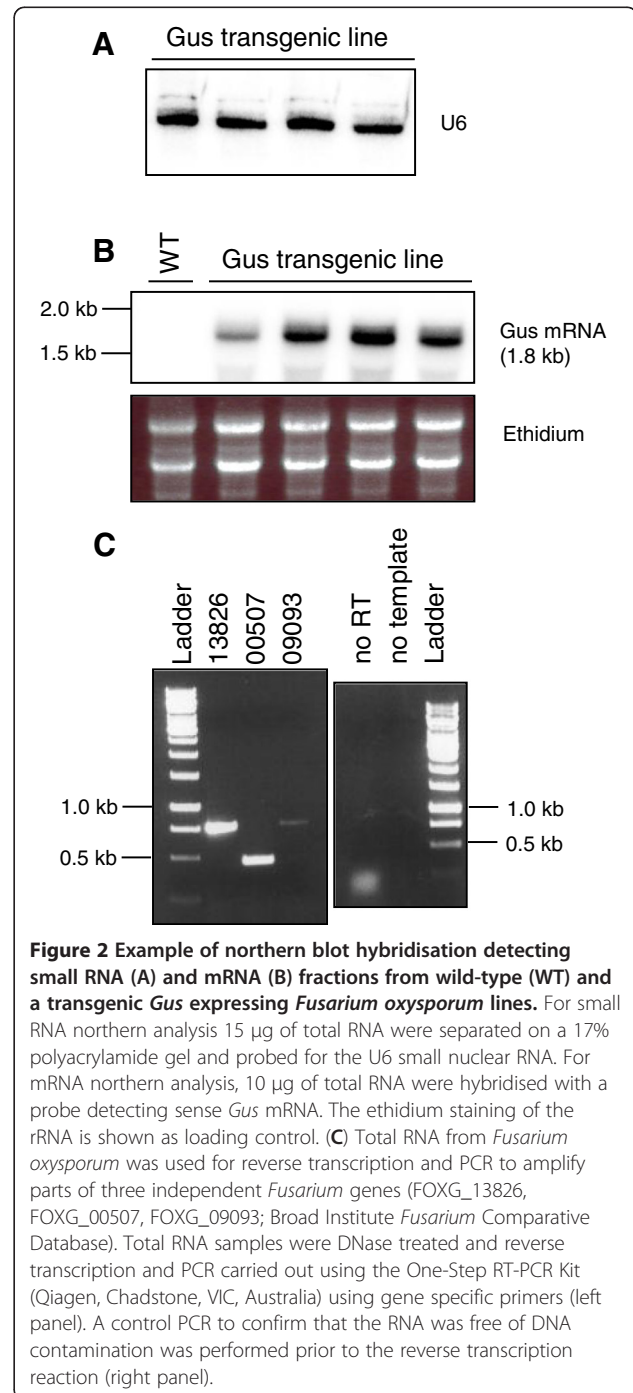 A
Gus transgenic line
U6
B
WT
Gus transgenic line
2.0 kb
1.5 kb
Gus mRNA
(1.8 kb)
Ethidium
C
Ladder
13826
00507
09093
no RT
no template
Ladder
1.0 kb
0.5 kb
1.0 kb
0.5 kb
Figure 2 Example of northern blot hybridisation detecting
small RNA (A) and mRNA (B) fractions from wild-type (WT) and
a transgenic Gus expressing Fusarium oxysporum lines. For small
RNA northern analysis 15 μg of total RNA were separated on a 17%
polyacrylamide gel and probed for the U6 small nuclear RNA. For
mRNA northern analysis, 10 μg of total RNA were hybridised with a
probe detecting sense Gus mRNA. The ethidium staining of the
rRNA is shown as loading control. (C) Total RNA from Fusarium
oxysporum was used for reverse transcription and PCR to amplify
parts of three independent Fusarium genes (FOXG_13826,
FOXG_00507, FOXG_09093; Broad Institute Fusarium Comparative
Database). Total RNA samples were DNase treated and reverse
transcription and PCR carried out using the One-Step RT-PCR Kit
(Qiagen, Chadstone, VIC, Australia) using gene specific primers (left
panel). A control PCR to confirm that the RNA was free of DNA
contamination was performed prior to the reverse transcription
reaction (right panel).